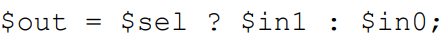 $out = $sel ? $in1 : $in0;